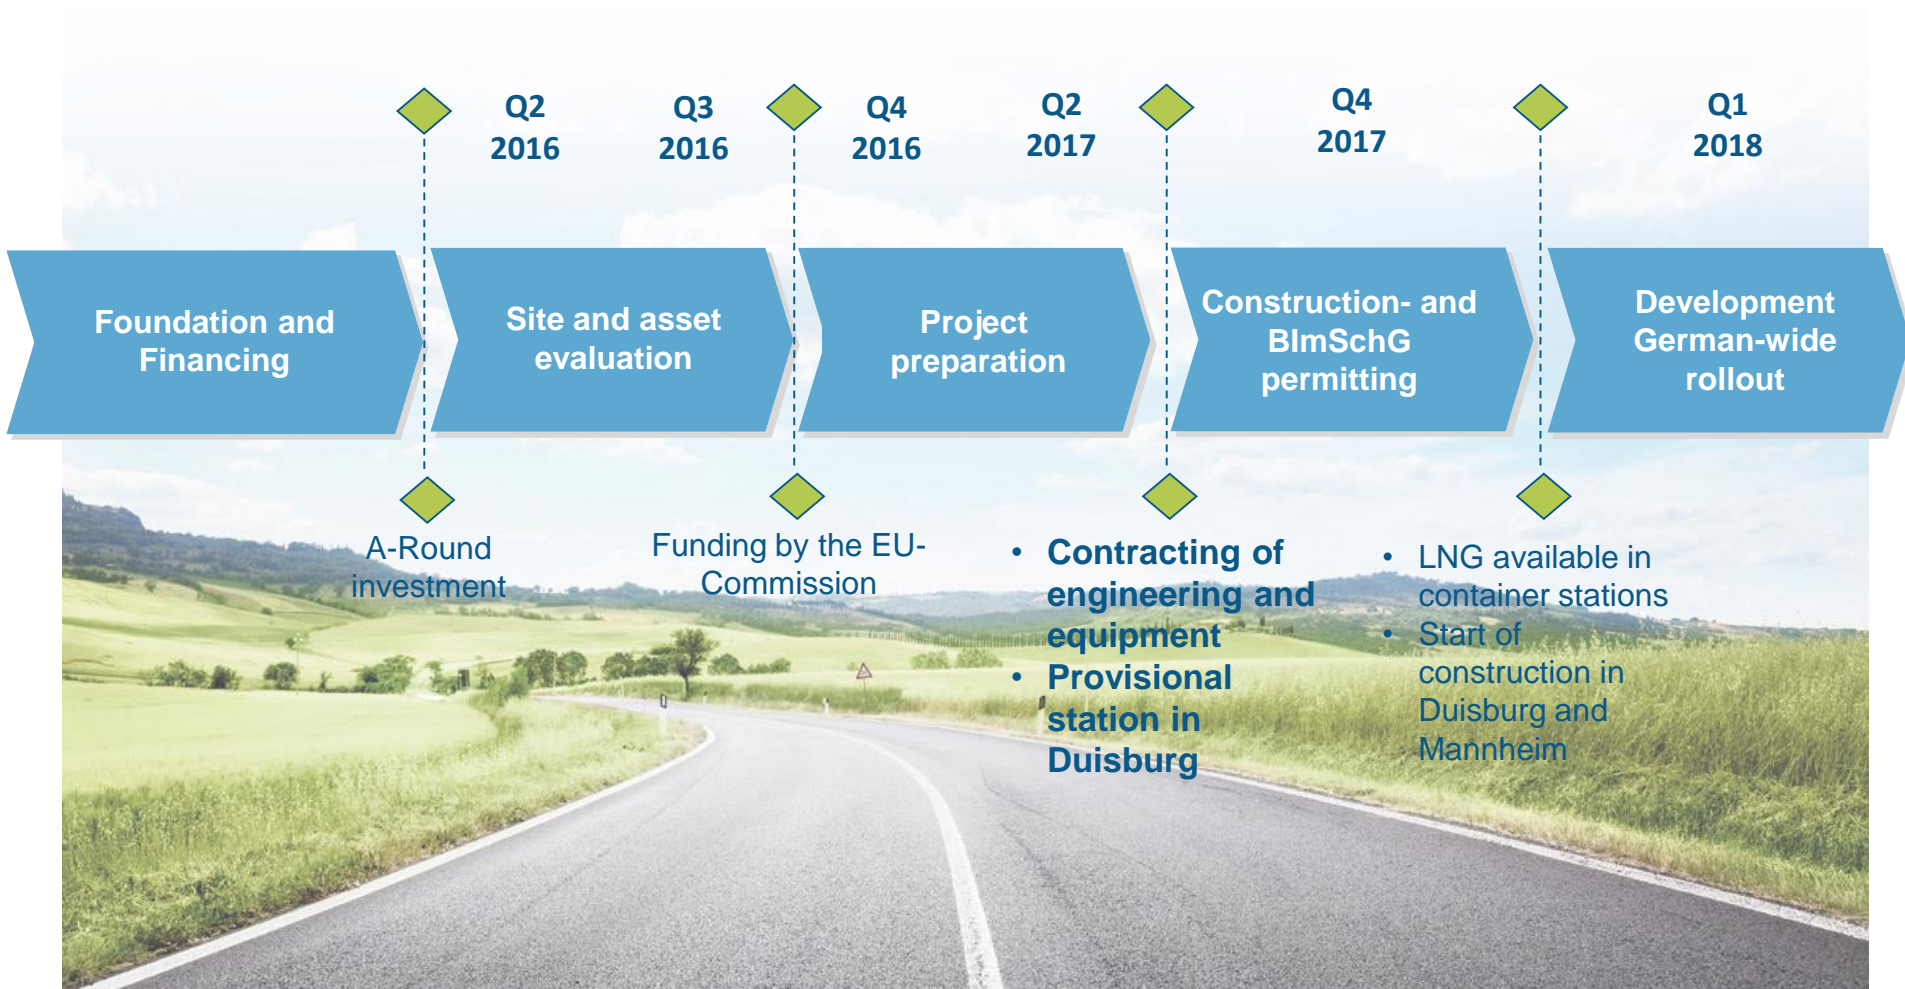 Q2
2016
Q3
2016
Q4
2016
Q2
2017
Q4
2017
Q1
2018
Foundation and
Financing
Site and asset
evaluation
Project
preparation
Construction- and
BImSchG
permitting
Development
German-wide
rollout
A-Round
investment
Funding by the EU-
Commission
• Contracting of
engineering and
equipment
• Provisional
station in
Duisburg
• LNG available in
container stations
• Start of
construction in
Duisburg and
Mannheim